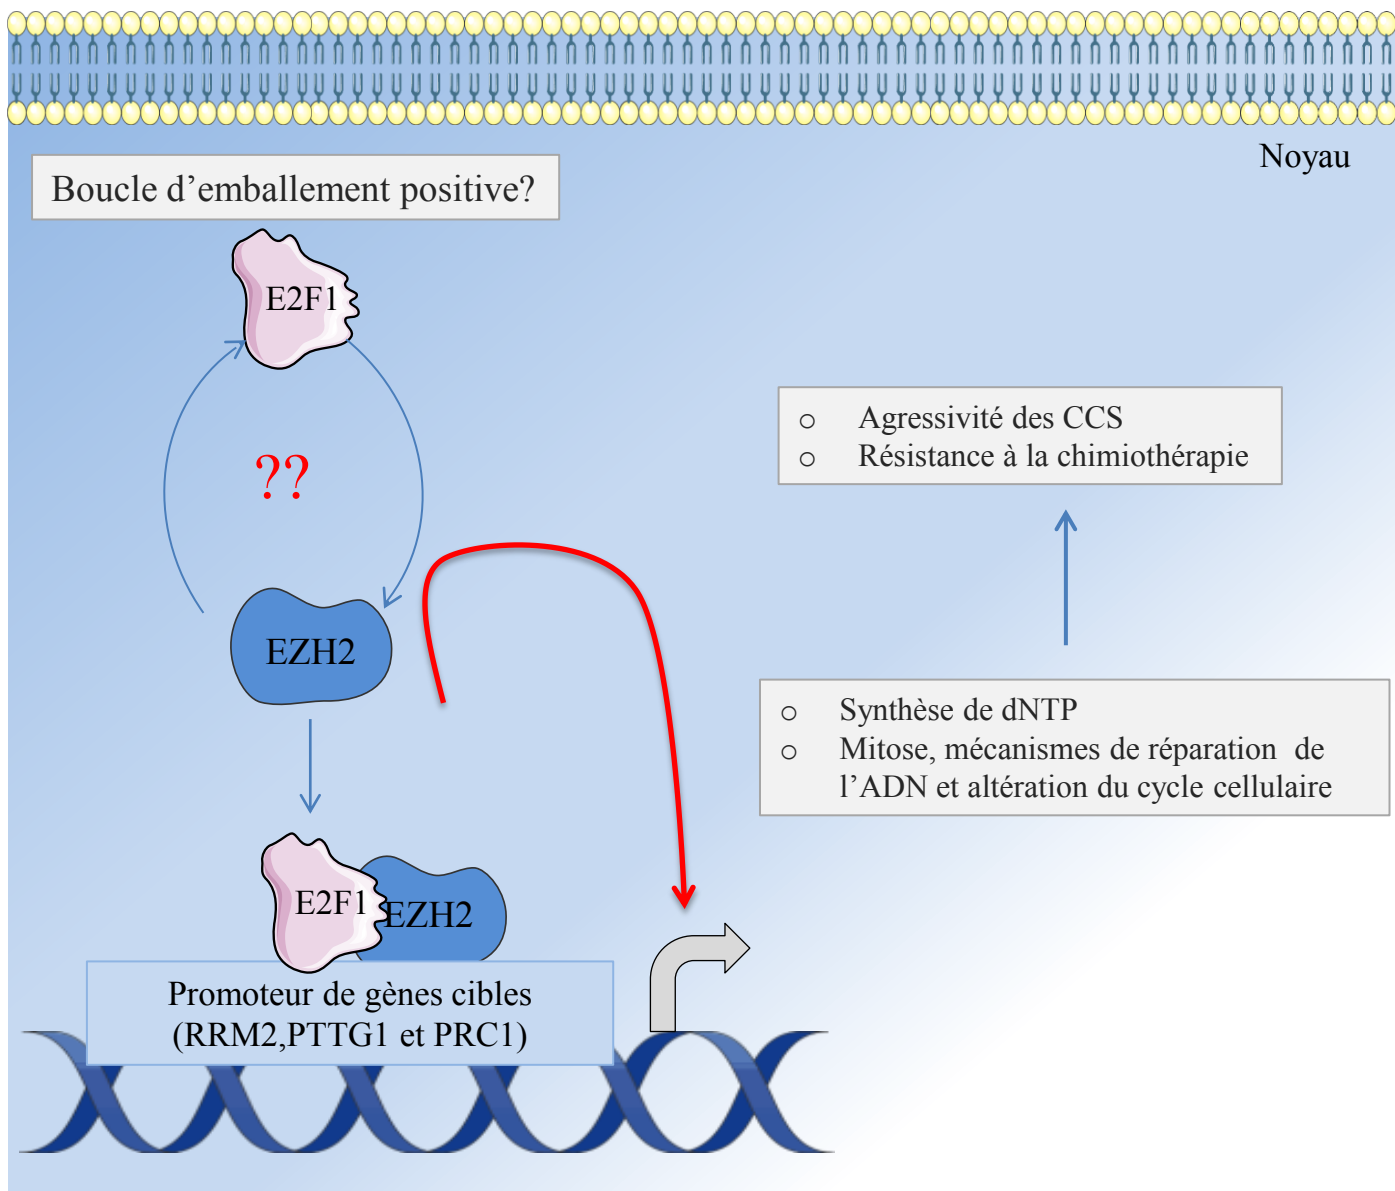 Noyau
Boucle d’emballement positive?
E2F1
??
EZH2
o Agressivité des CCS
o Résistance à la chimiothérapie
o Synthèse de dNTP
o Mitose, mécanismes de réparation de
l’ADN et altération du cycle cellulaire
E2F1
EZH2
Promoteur de gènes cibles
(RRM2,PTTG1 et PRC1)